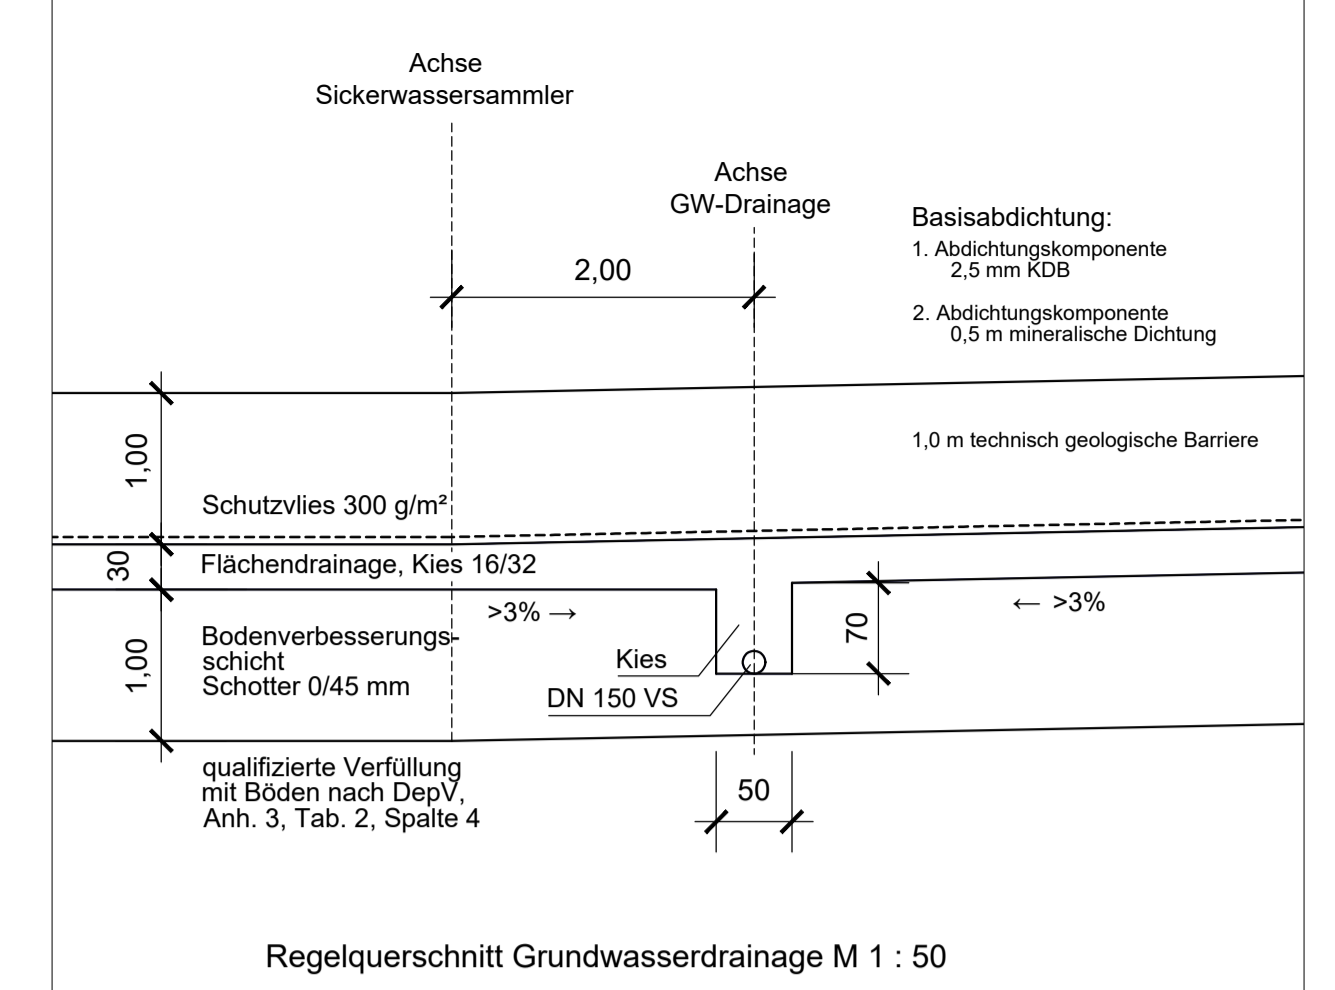 Achse
Sickerwassersammler
Achse
GW-Drainage
2,00
Basisabdichtung:
1. Abdichtungskomponente
2,5 mm KDB
2. Abdichtungskomponente
0,5 m mineralische Dichtung
1,00
1,0 m technisch geologische Barriere
Schutzvlies 300 g/m²
30
Flächendrainage, Kies 16/32
>3% →
← >3%
1,00
Bodenverbesserungs-
schicht
Schotter 0/45 mm
Kies
DN 150 VS
70
qualifizierte Verfüllung
mit Böden nach DepV,
Anh. 3, Tab. 2, Spalte 4
50
Regelquerschnitt Grundwasserdrainage M 1 : 50